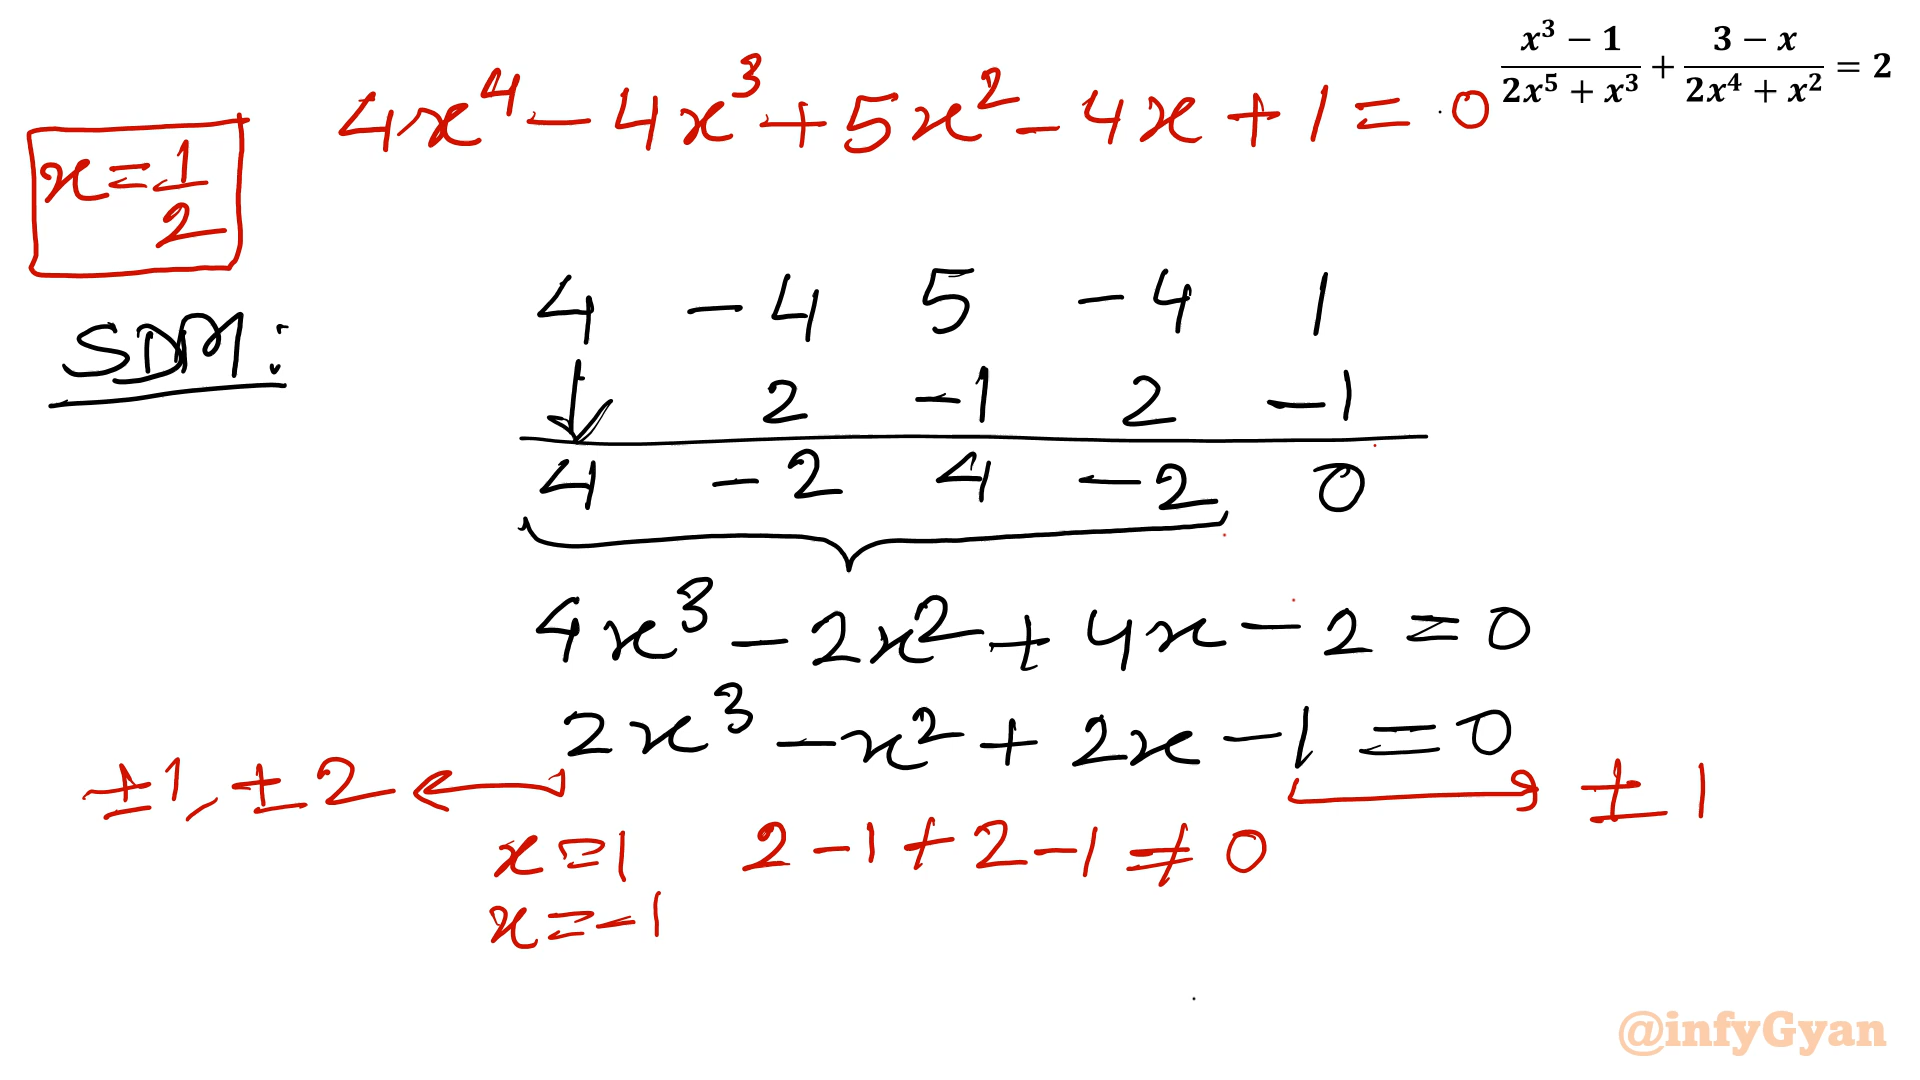 (x³ − 1)/(2x⁵ + x³) + (3 − x)/(2x⁴ + x²) = 2
4x⁴ − 4x³ + 5x² − 4x + 1 = 0
x = 1/2
SDM:
4 −4 5 −4 1
2 −1 2 −1
4 −2 4 −2 0
4x³ − 2x² + 4x − 2 = 0
2x³ − x² + 2x − 1 = 0
±1, ±2 ← → ±1
x = 1 2 − 1 + 2 − 1 ≠ 0
x = −1
@infyGyan